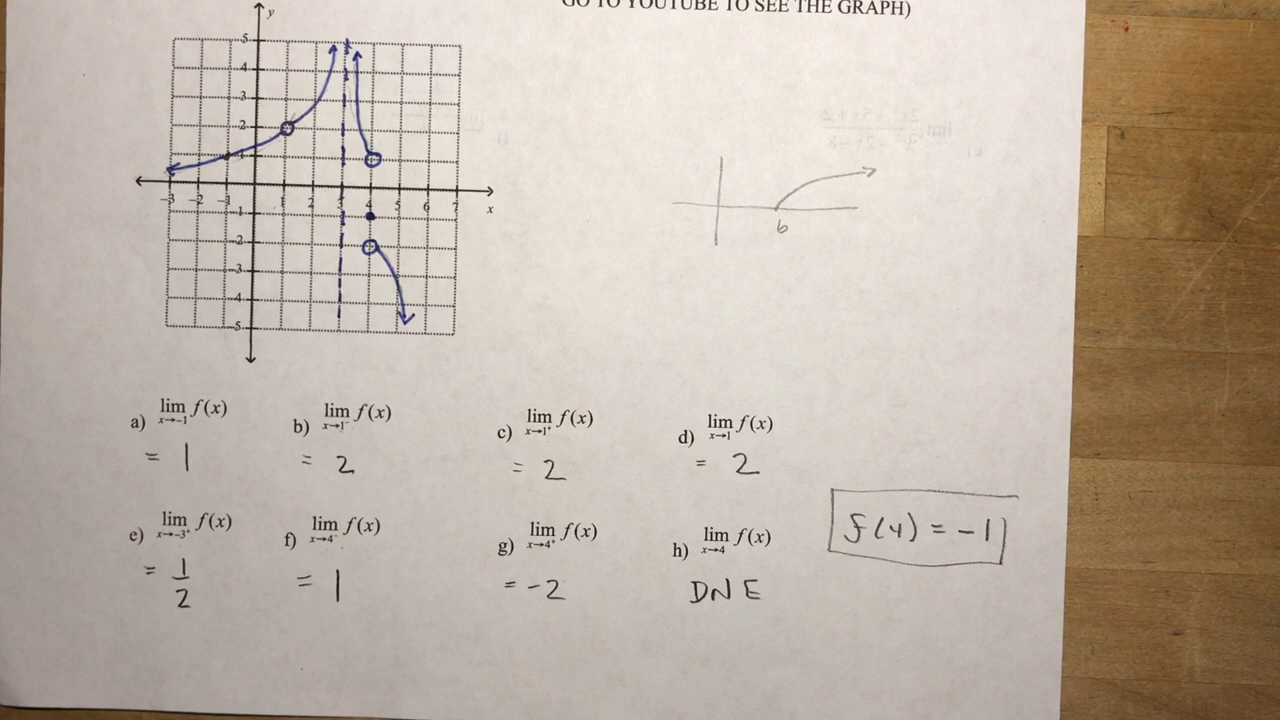 GO TO YOUTUBE TO SEE THE GRAPH)
y
5
4
3
2
1
-3 -2 -1 1 2 3 4 5 6 7 x
-1
-2
-3
-4
-5
6
a) lim x→-1 f(x)
= 1
b) lim x→1⁻ f(x)
= 2
c) lim x→1⁺ f(x)
= 2
d) lim x→1 f(x)
= 2
e) lim x→-3⁺ f(x)
= 1/2
f) lim x→4⁻ f(x)
= 1
g) lim x→4⁺ f(x)
= -2
h) lim x→4 f(x)
DNE
f(4) = -1